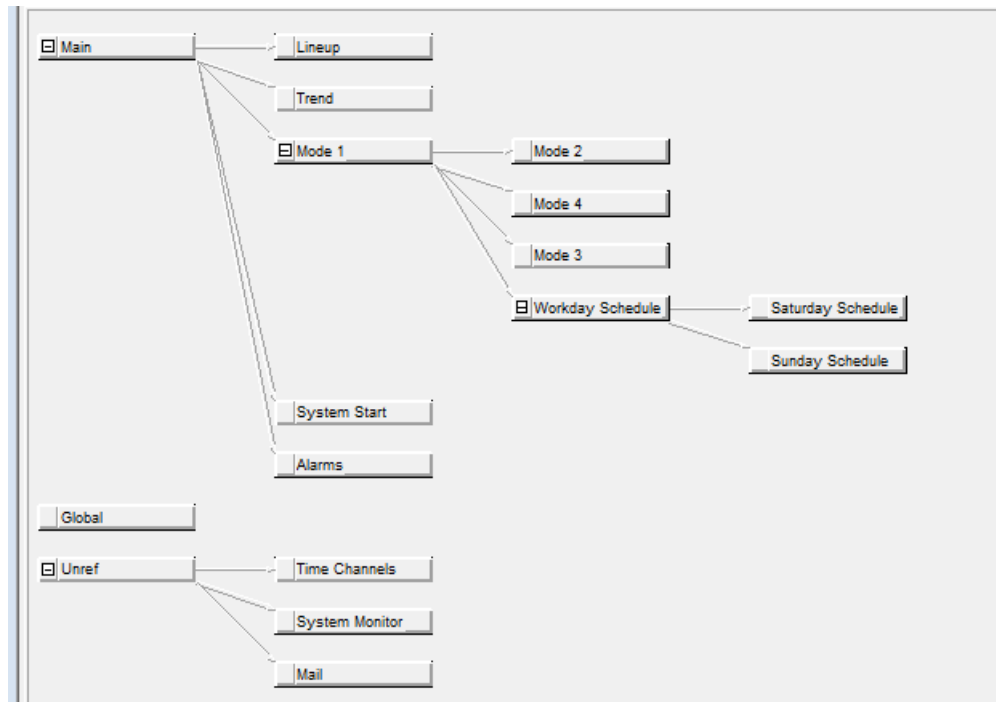 Main
Lineup
Trend
Mode 1
Mode 2
Mode 4
Mode 3
Workday Schedule
Saturday Schedule
Sunday Schedule
System Start
Alarms
Global
Unref
Time Channels
System Monitor
Mail